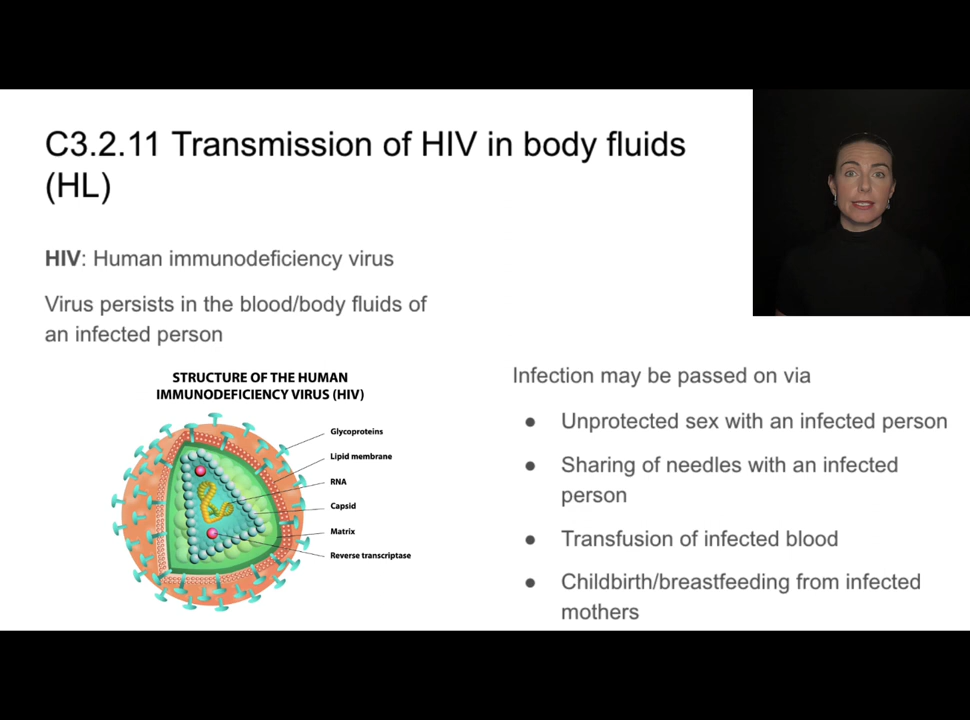 C3.2.11 Transmission of HIV in body fluids
(HL)
HIV: Human immunodeficiency virus
Virus persists in the blood/body fluids of
an infected person
STRUCTURE OF THE HUMAN
IMMUNODEFICIENCY VIRUS (HIV)
Glycoproteins
Lipid membrane
RNA
Capsid
Matrix
Reverse transcriptase
Infection may be passed on via
● Unprotected sex with an infected person
● Sharing of needles with an infected
person
● Transfusion of infected blood
● Childbirth/breastfeeding from infected
mothers